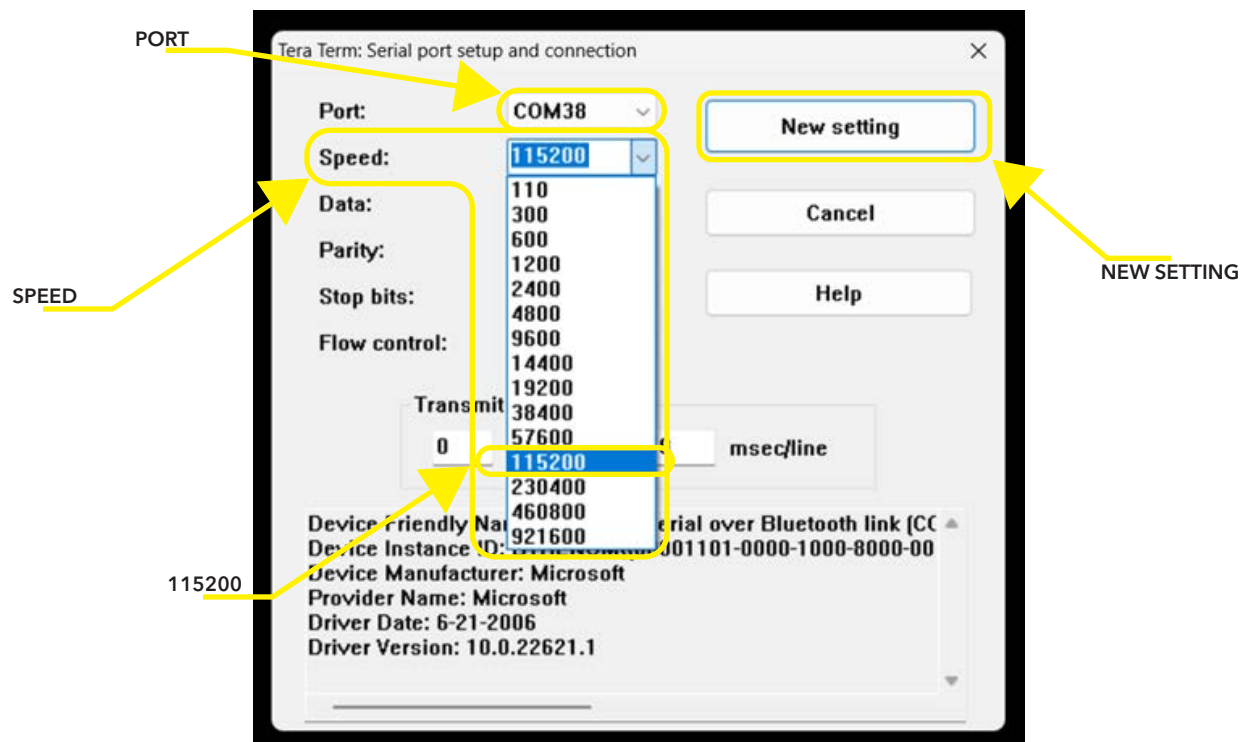 PORT
Tera Term: Serial port setup and connection
Port:
COM38
New setting
Speed:
115200
110
Data:
300
Cancel
600
Parity:
1200
NEW SETTING
SPEED
Stop bits:
2400
Help
4800
Flow control:
9600
14400
19200
Transmit
38400
57600
0
msec/line
115200
230400
460800
921600
Device Friendly erial over Bluetooth link (CC
Device Instance ID: 001101-0000-1000-8000-00
Device Manufacturer: Microsoft
115200
Provider Name: Microsoft
Driver Date: 6-21-2006
Driver Version: 10.0.22621.1